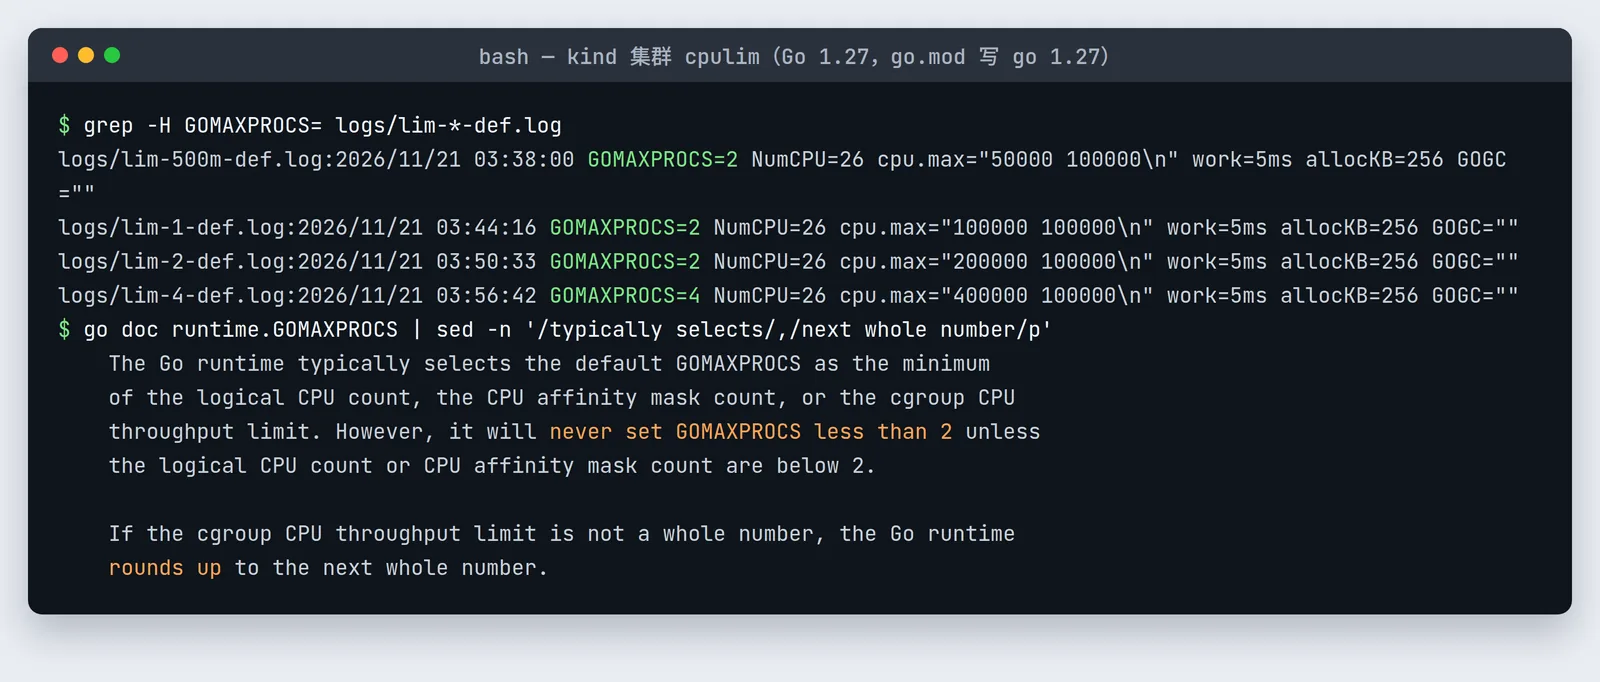 bash — kind 集群 cpulim（Go 1.27，go.mod 写 go 1.27）
$ grep -H GOMAXPROCS= logs/lim-*-def.log
logs/lim-500m-def.log:2026/11/21 03:38:00 GOMAXPROCS=2 NumCPU=26 cpu.max="50000 100000\n" work=5ms allocKB=256 GOGC
=""
logs/lim-1-def.log:2026/11/21 03:44:16 GOMAXPROCS=2 NumCPU=26 cpu.max="100000 100000\n" work=5ms allocKB=256 GOGC=""
logs/lim-2-def.log:2026/11/21 03:50:33 GOMAXPROCS=2 NumCPU=26 cpu.max="200000 100000\n" work=5ms allocKB=256 GOGC=""
logs/lim-4-def.log:2026/11/21 03:56:42 GOMAXPROCS=4 NumCPU=26 cpu.max="400000 100000\n" work=5ms allocKB=256 GOGC=""
$ go doc runtime.GOMAXPROCS | sed -n '/typically selects/,/next whole number/p'
The Go runtime typically selects the default GOMAXPROCS as the minimum
of the logical CPU count, the CPU affinity mask count, or the cgroup CPU
throughput limit. However, it will never set GOMAXPROCS less than 2 unless
the logical CPU count or CPU affinity mask count are below 2.
If the cgroup CPU throughput limit is not a whole number, the Go runtime
rounds up to the next whole number.